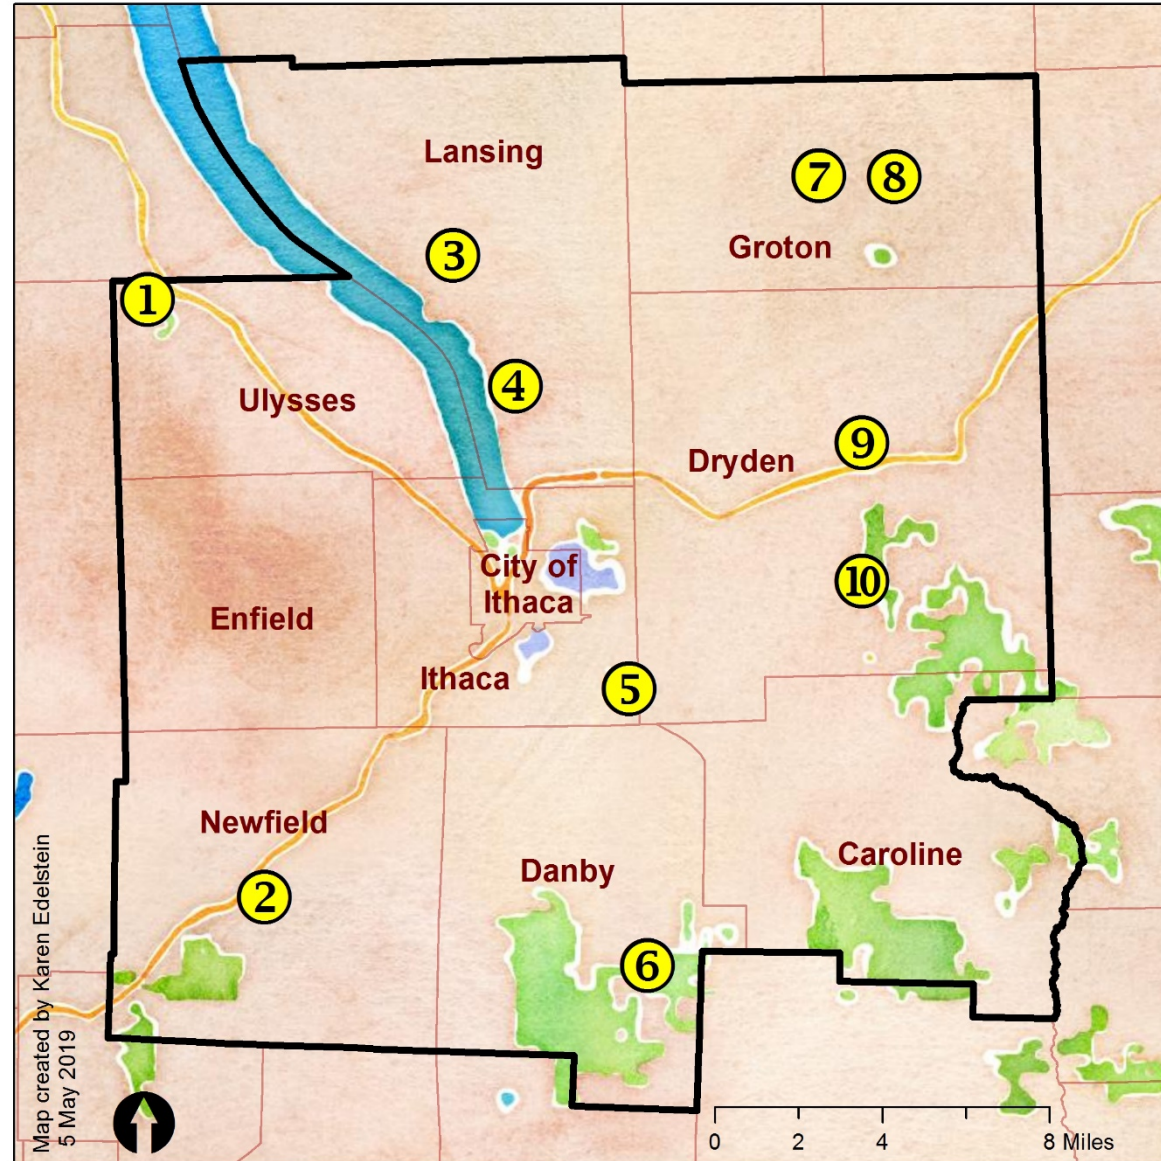 Lansing
7
8
Groton
3
1
4
Ulysses
9
Dryden
City of
Ithaca
10
Enfield
Ithaca
5
Newfield
Caroline
Danby
2
6
Map created by Karen Edelstein
5 May 2019
0 2 4 8 Miles